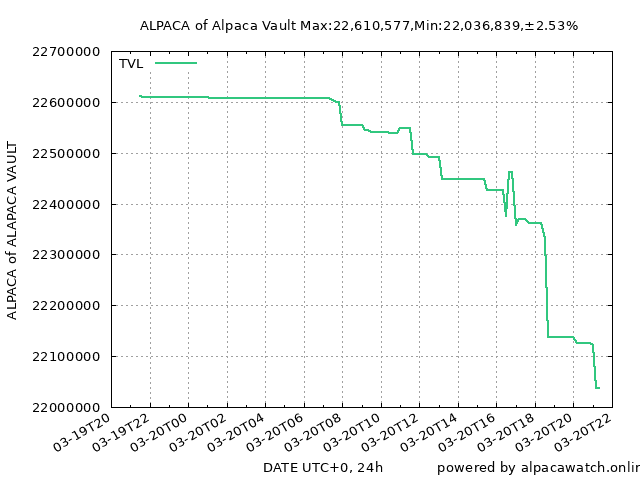 ALPACA of Alpaca Vault Max:22,610,577,Min:22,036,839,±2.53%
TVL
22700000
22600000
22500000
22400000
22300000
22200000
22100000
22000000
ALPACA of ALAPACA VAULT
03-19T20
03-19T22
03-20T00
03-20T02
03-20T04
03-20T06
03-20T08
03-20T10
03-20T12
03-20T14
03-20T16
03-20T18
03-20T20
03-20T22
DATE UTC+0, 24h
powered by alpacawatch.onlin